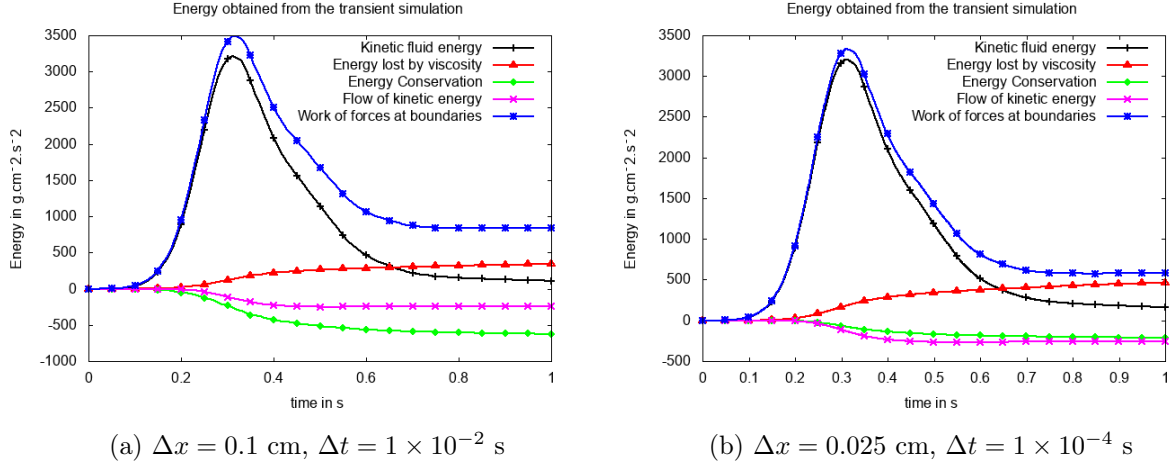 Energy obtained from the transient simulation
3500
3000
2500
2000
1500
1000
500
0
-500
-1000
Energy in g.cm-2.s-2
Kinetic fluid energy
Energy lost by viscosity
Energy Conservation
Flow of kinetic energy
Work of forces at boundaries
0 0.2 0.4 0.6 0.8 1
time in s
(a) Δx = 0.1 cm, Δt = 1 × 10⁻² s
Energy obtained from the transient simulation
3500
3000
2500
2000
1500
1000
500
0
-500
Energy in g.cm-2.s-2
Kinetic fluid energy
Energy lost by viscosity
Energy Conservation
Flow of kinetic energy
Work of forces at boundaries
0 0.1 0.2 0.3 0.4 0.5 0.6 0.7 0.8 0.9 1
time in s
(b) Δx = 0.025 cm, Δt = 1 × 10⁻⁴ s